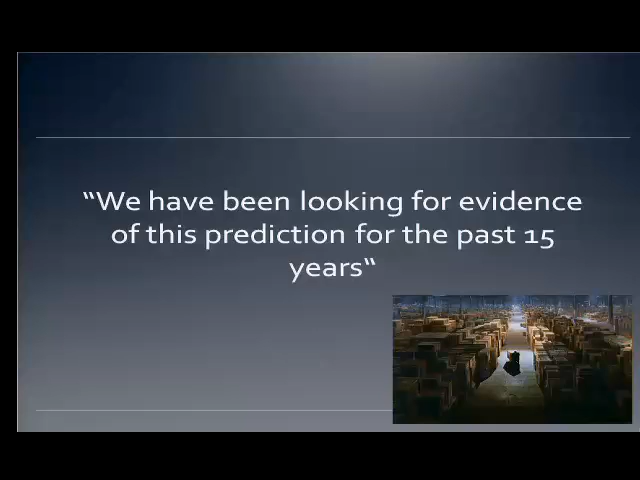 “We have been looking for evidence
of this prediction for the past 15
years“